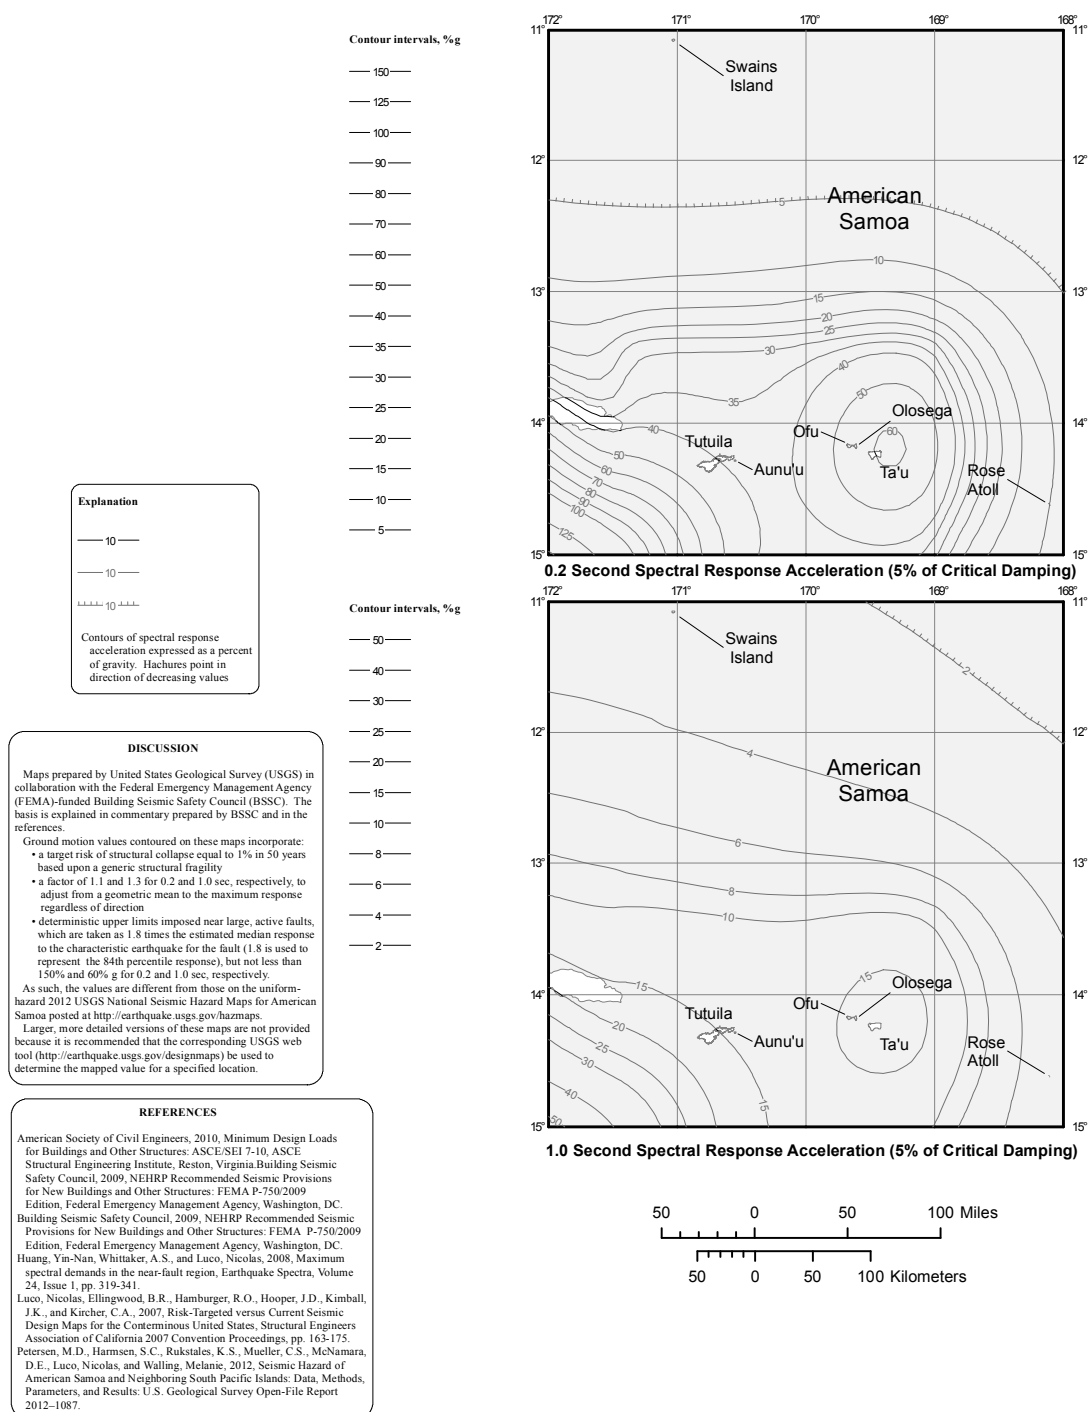 Contour intervals, %g
150
125
100
90
80
70
60
50
40
35
30
25
20
15
10
5
Explanation
10
10
10
Contours of spectral response
acceleration expressed as a percent
of gravity. Hachures point in
direction of decreasing values
172°
171°
170°
169°
168°
11°
11°
Swains
Island
12°
12°
American
Samoa
5
10
13°
13°
15
20
25
30
40
35
50
Olosega
14°
14°
40
Tutuila
Ofu
60
50
Aunu'u
Ta'u
Rose
Atoll
60
70
80
90
100
125
15°
15°
0.2 Second Spectral Response Acceleration (5% of Critical Damping)
Contour intervals, %g
50
40
30
25
20
15
10
8
6
4
2
172°
171°
170°
169°
168°
11°
11°
Swains
Island
2
12°
12°
4
American
Samoa
6
13°
13°
8
10
15
15
Olosega
14°
14°
Tutuila
Ofu
20
Aunu'u
Ta'u
Rose
Atoll
25
30
40
15
50
15°
15°
1.0 Second Spectral Response Acceleration (5% of Critical Damping)
50 0 50 100 Miles
50 0 50 100 Kilometers
DISCUSSION
Maps prepared by United States Geological Survey (USGS) in
collaboration with the Federal Emergency Management Agency
(FEMA)-funded Building Seismic Safety Council (BSSC). The
basis is explained in commentary prepared by BSSC and in the
references.
Ground motion values contoured on these maps incorporate:
• a target risk of structural collapse equal to 1% in 50 years
based upon a generic structural fragility
• a factor of 1.1 and 1.3 for 0.2 and 1.0 sec, respectively, to
adjust from a geometric mean to the maximum response
regardless of direction
• deterministic upper limits imposed near large, active faults,
which are taken as 1.8 times the estimated median response
to the characteristic earthquake for the fault (1.8 is used to
represent the 84th percentile response), but not less than
150% and 60% g for 0.2 and 1.0 sec, respectively.
As such, the values are different from those on the uniform-
hazard 2012 USGS National Seismic Hazard Maps for American
Samoa posted at http://earthquake.usgs.gov/hazmaps.
Larger, more detailed versions of these maps are not provided
because it is recommended that the corresponding USGS web
tool (http://earthquake.usgs.gov/designmaps) be used to
determine the mapped value for a specified location.
REFERENCES
American Society of Civil Engineers, 2010, Minimum Design Loads
for Buildings and Other Structures: ASCE/SEI 7-10, ASCE
Structural Engineering Institute, Reston, Virginia.Building Seismic
Safety Council, 2009, NEHRP Recommended Seismic Provisions
for New Buildings and Other Structures: FEMA P-750/2009
Edition, Federal Emergency Management Agency, Washington, DC.
Building Seismic Safety Council, 2009, NEHRP Recommended Seismic
Provisions for New Buildings and Other Structures: FEMA P-750/2009
Edition, Federal Emergency Management Agency, Washington, DC.
Huang, Yin-Nan, Whittaker, A.S., and Luco, Nicolas, 2008, Maximum
spectral demands in the near-fault region, Earthquake Spectra, Volume
24, Issue 1, pp. 319-341.
Luco, Nicolas, Ellingwood, B.R., Hamburger, R.O., Hooper, J.D., Kimball,
J.K., and Kircher, C.A., 2007, Risk-Targeted versus Current Seismic
Design Maps for the Conterminous United States, Structural Engineers
Association of California 2007 Convention Proceedings, pp. 163-175.
Petersen, M.D., Harmsen, S.C., Rukstales, K.S., Mueller, C.S., McNamara,
D.E., Luco, Nicolas, and Walling, Melanie, 2012, Seismic Hazard of
American Samoa and Neighboring South Pacific Islands: Data, Methods,
Parameters, and Results: U.S. Geological Survey Open-File Report
2012–1087.